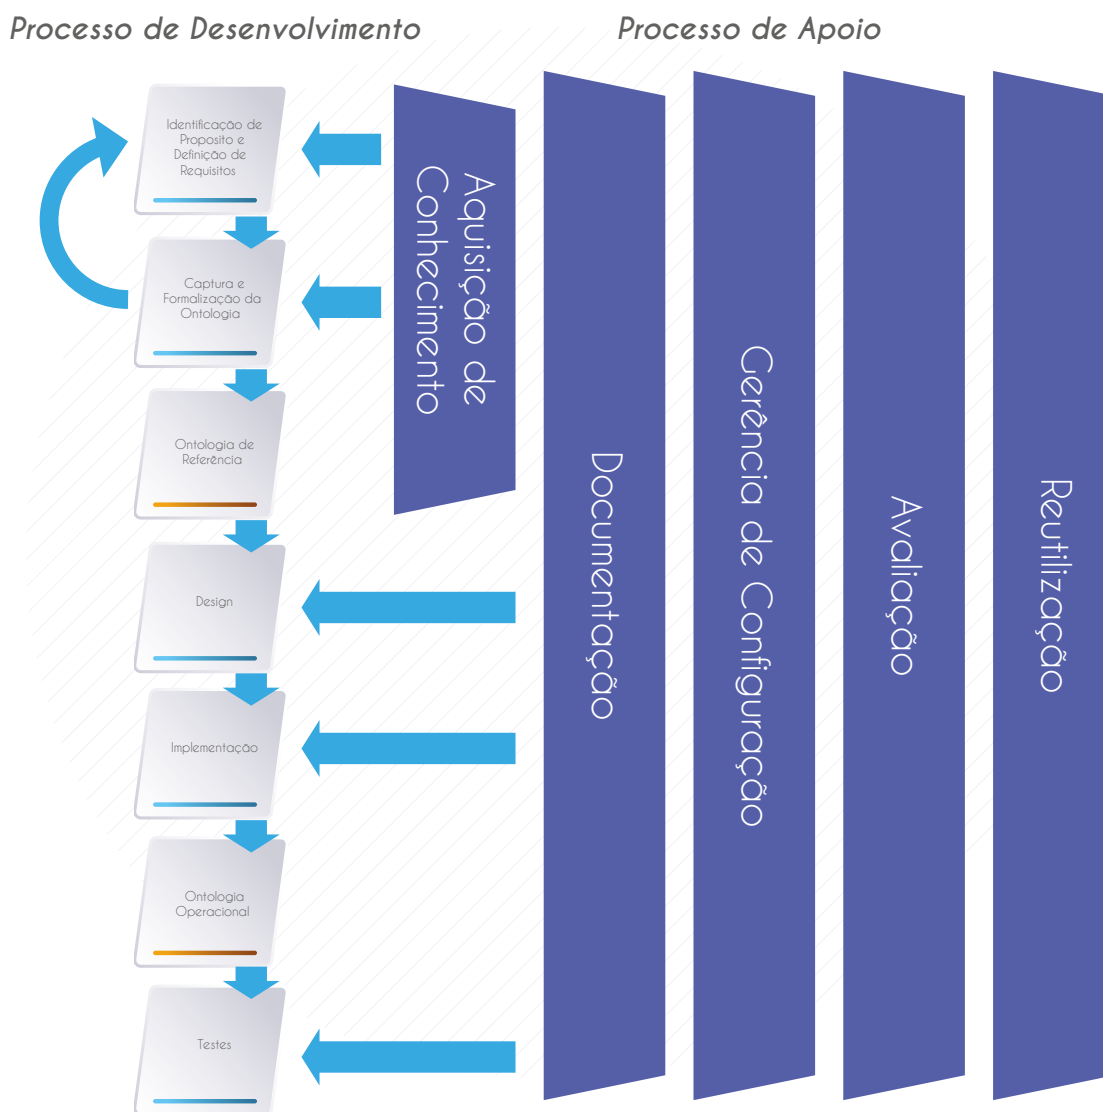 Processo de Desenvolvimento
Processo de Apoio
Identificação de
Proposito e
Definição de
Requisitos
Captura e
Formalização da
Ontologia
Ontologia de
Referência
Design
Implementação
Ontologia
Operacional
Testes
Aquisição de
Conhecimento
Documentação
Gerência de Configuração
Avaliação
Reutilização